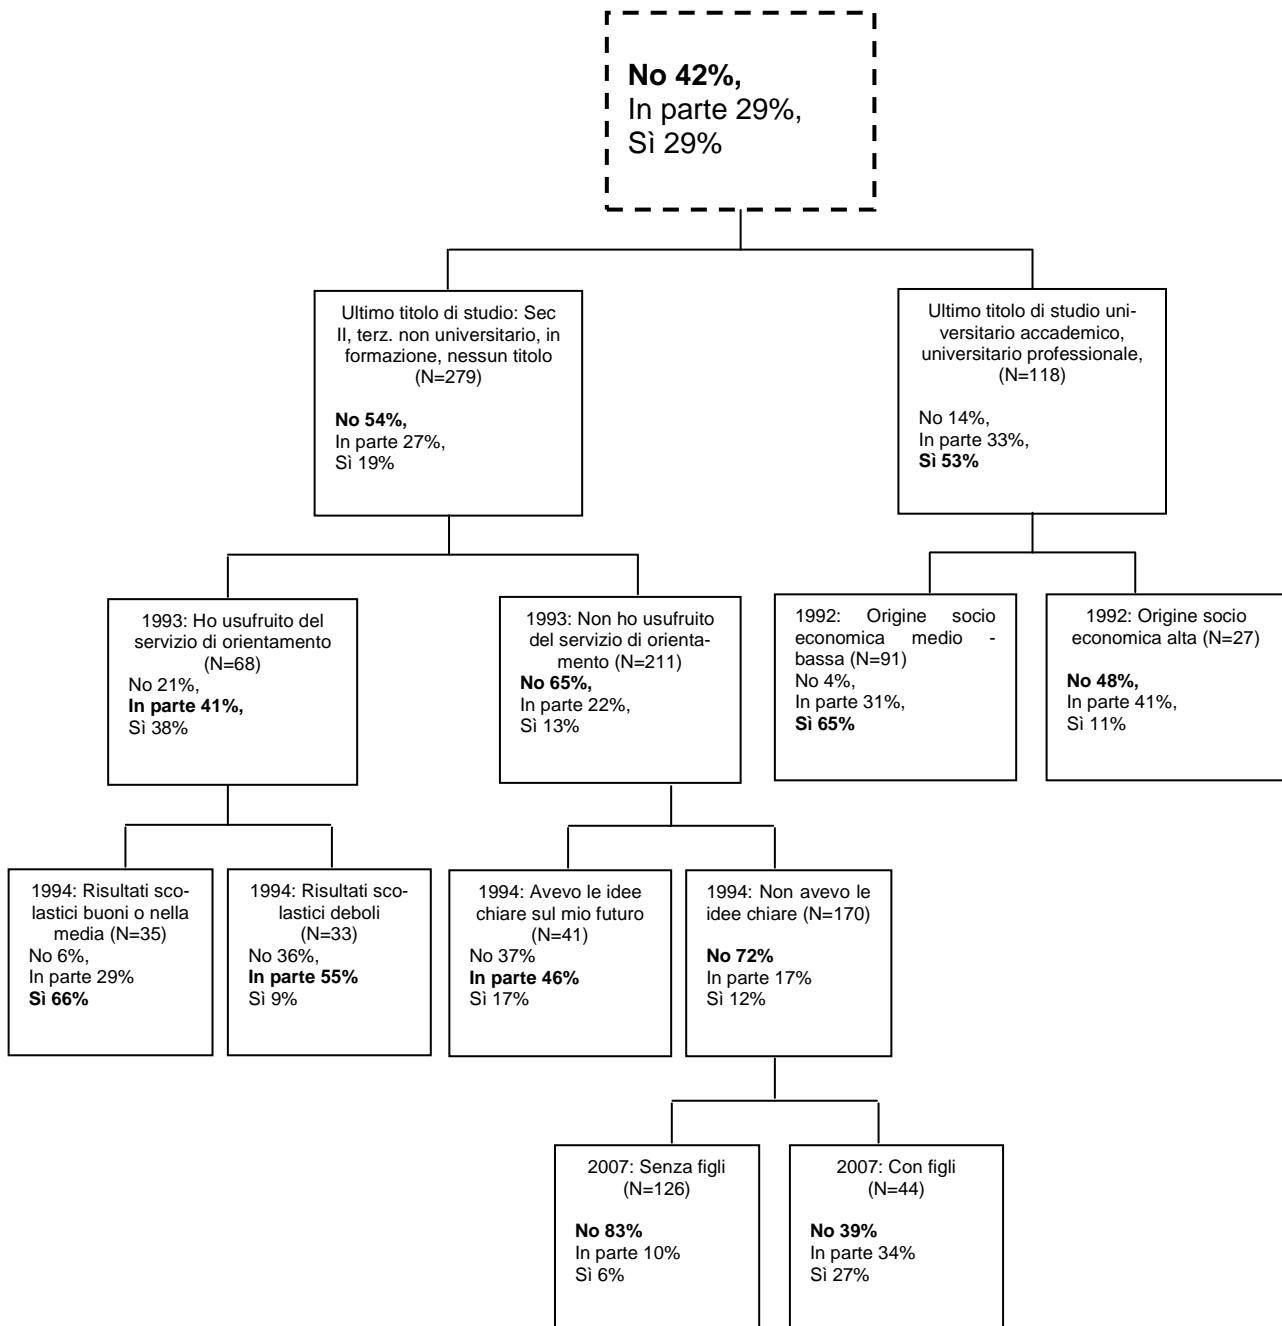 No 42%,
In parte 29%,
Sì 29%
Ultimo titolo di studio: Sec
II, terz. non universitario, in
formazione, nessun titolo
(N=279)
No 54%,
In parte 27%,
Sì 19%
Ultimo titolo di studio uni-
versitario accademico,
universitario professionale,
(N=118)
No 14%,
In parte 33%,
Sì 53%
1993: Ho usufruito del
servizio di orientamento
(N=68)
No 21%,
In parte 41%,
Sì 38%
1993: Non ho usufruito
del servizio di orienta-
mento (N=211)
No 65%,
In parte 22%,
Sì 13%
1992: Origine socio
economica medio -
bassa (N=91)
No 4%,
In parte 31%,
Sì 65%
1992: Origine socio
economica alta (N=27)
No 48%,
In parte 41%,
Sì 11%
1994: Risultati sco-
lastici buoni o nella
media (N=35)
No 6%,
In parte 29%
Sì 66%
1994: Risultati sco-
lastici deboli
(N=33)
No 36%,
In parte 55%
Sì 9%
1994: Avevo le idee
chiare sul mio futuro
(N=41)
No 37%
In parte 46%
Sì 17%
1994: Non avevo le
idee chiare (N=170)
No 72%
In parte 17%
Sì 12%
2007: Senza figli
(N=126)
No 83%
In parte 10%
Sì 6%
2007: Con figli
(N=44)
No 39%
In parte 34%
Sì 27%